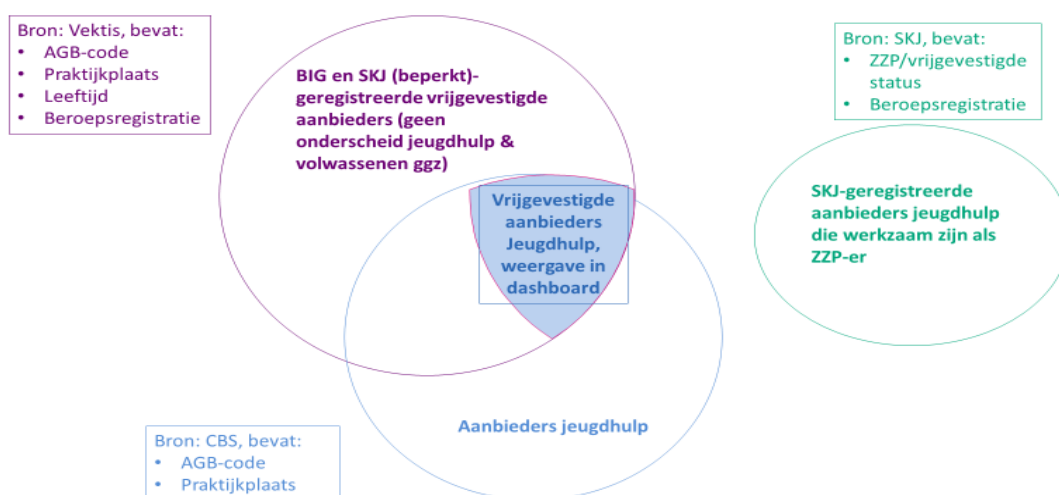 Bron: Vektis, bevat:
• AGB-code
• Praktijkplaats
• Leeftijd
• Beroepsregistratie
BIG en SKJ (beperkt)-
geregistreerde vrijgevestigde
aanbieders (geen
onderscheid jeugdhulp &
volwassenen ggz)
Bron: SKJ, bevat:
• ZZP/vrijgevestigde
status
• Beroepsregistratie
Vrijgevestigde
aanbieders
Jeugdhulp,
weergave in
dashboard
SKJ-geregistreerde
aanbieders jeugdhulp
die werkzaam zijn als
ZZP-er
Aanbieders jeugdhulp
Bron: CBS, bevat:
• AGB-code
• Praktijkplaats